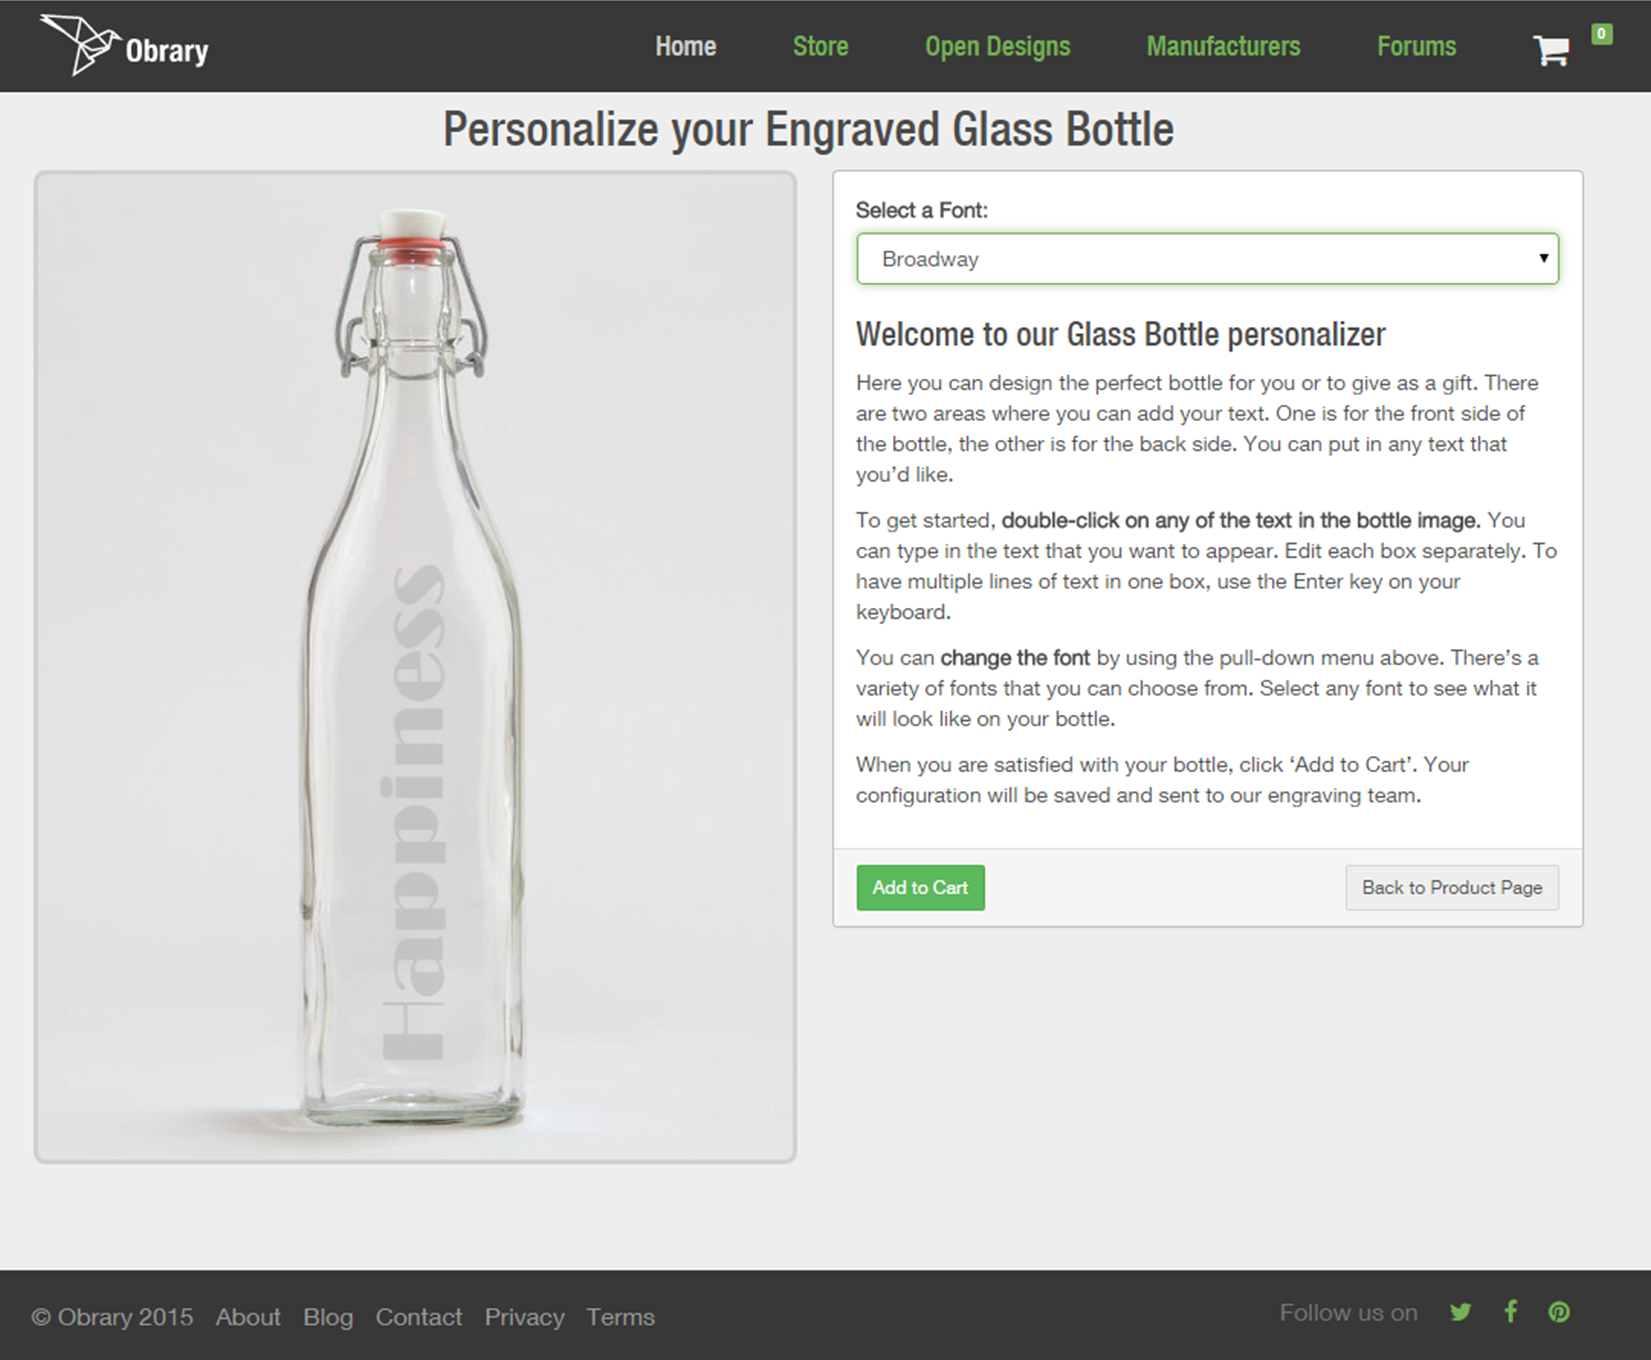 Obrary
Home Store Open Designs Manufacturers Forums 0
Personalize your Engraved Glass Bottle
Happiness
Select a Font:
Broadway
Welcome to our Glass Bottle personalizer
Here you can design the perfect bottle for you or to give as a gift. There
are two areas where you can add your text. One is for the front side of
the bottle, the other is for the back side. You can put in any text that
you’d like.
To get started, double-click on any of the text in the bottle image. You
can type in the text that you want to appear. Edit each box separately. To
have multiple lines of text in one box, use the Enter key on your
keyboard.
You can change the font by using the pull-down menu above. There’s a
variety of fonts that you can choose from. Select any font to see what it
will look like on your bottle.
When you are satisfied with your bottle, click ‘Add to Cart’. Your
configuration will be saved and sent to our engraving team.
Add to Cart
Back to Product Page
© Obrary 2015 About Blog Contact Privacy Terms
Follow us on